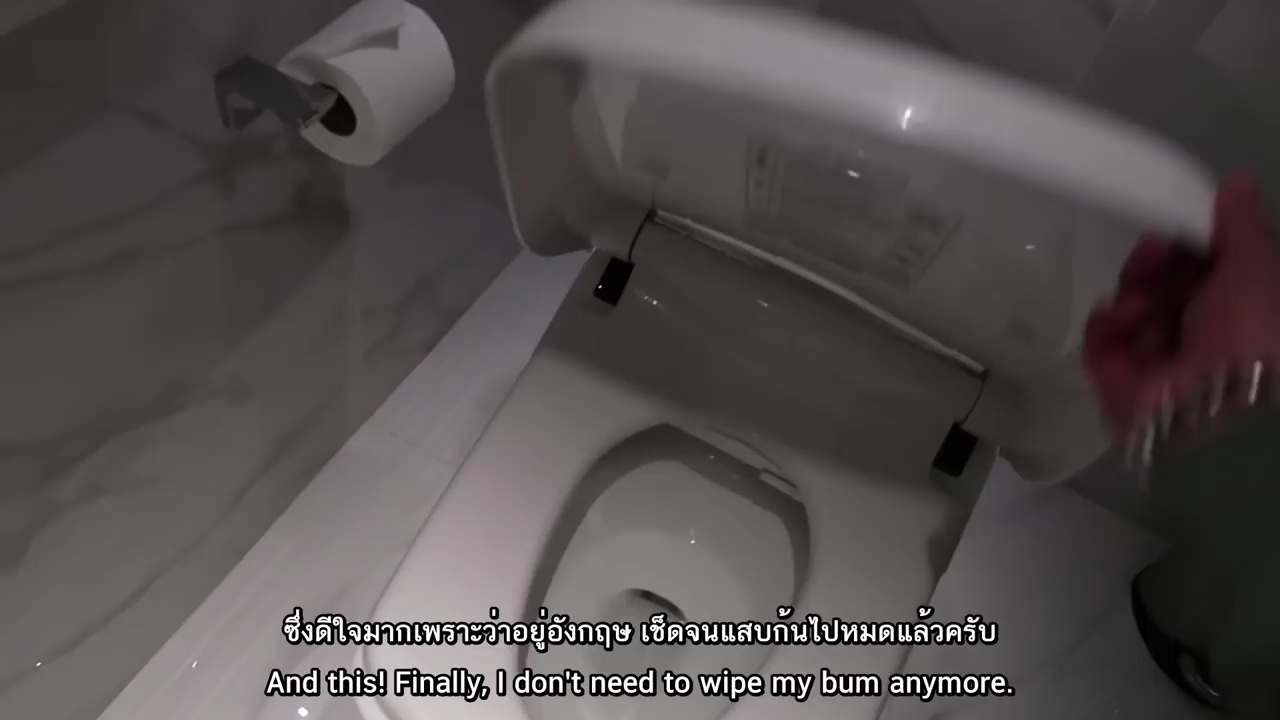 ซึ่งดีใจมากเพราะว่าอยู่อังกฤษ เช็ดจนแสบก้นไปหมดแล้วครับ
And this! Finally, I don't need to wipe my bum anymore.